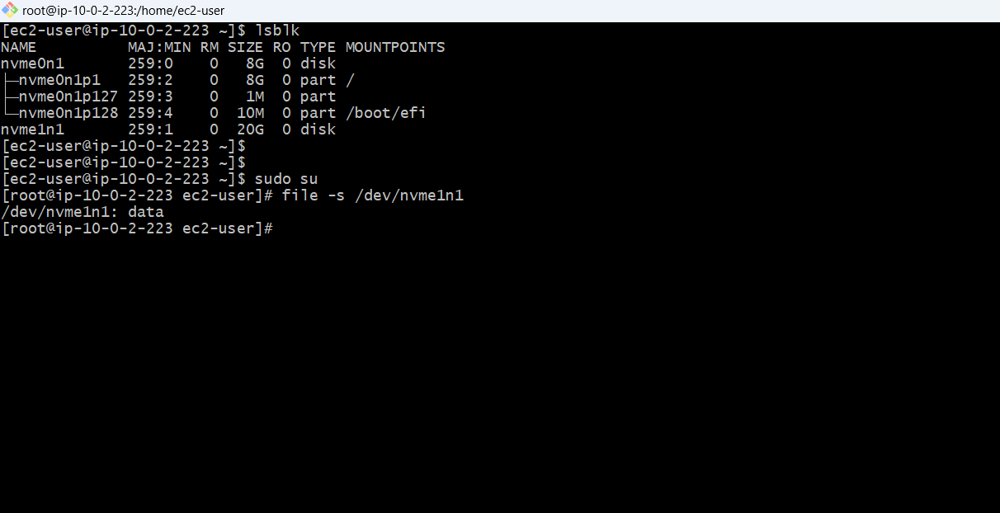 root@ip-10-0-2-223:/home/ec2-user
[ec2-user@ip-10-0-2-223 ~]$ lsblk
NAME          MAJ:MIN RM SIZE RO TYPE MOUNTPOINTS
nvme0n1       259:0    0   8G  0 disk
├─nvme0n1p1   259:2    0   8G  0 part /
├─nvme0n1p127 259:3    0   1M  0 part
└─nvme0n1p128 259:4    0  10M  0 part /boot/efi
nvme1n1       259:1    0  20G  0 disk
[ec2-user@ip-10-0-2-223 ~]$
[ec2-user@ip-10-0-2-223 ~]$
[ec2-user@ip-10-0-2-223 ~]$ sudo su
[root@ip-10-0-2-223 ec2-user]# file -s /dev/nvme1n1
/dev/nvme1n1: data
[root@ip-10-0-2-223 ec2-user]#